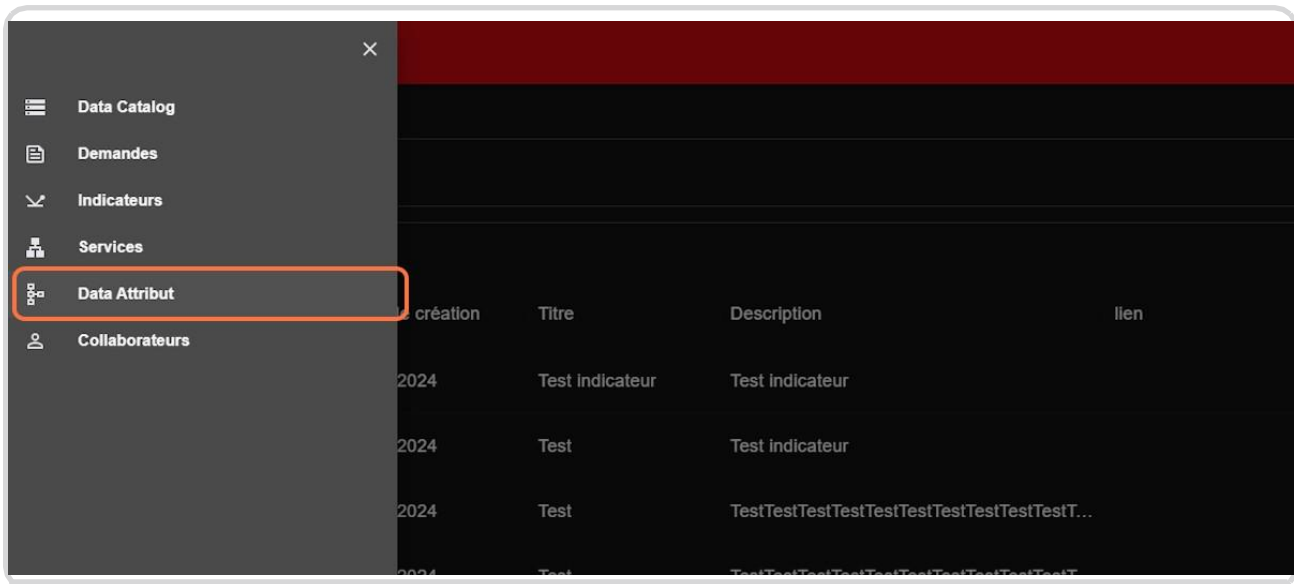 Data Catalog
Demandes
Indicateurs
Services
Data Attribut
Collaborateurs
création Titre Description lien
2024 Test indicateur Test indicateur
2024 Test Test indicateur
2024 Test TestTestTestTestTestTestTestTestTestTestT...